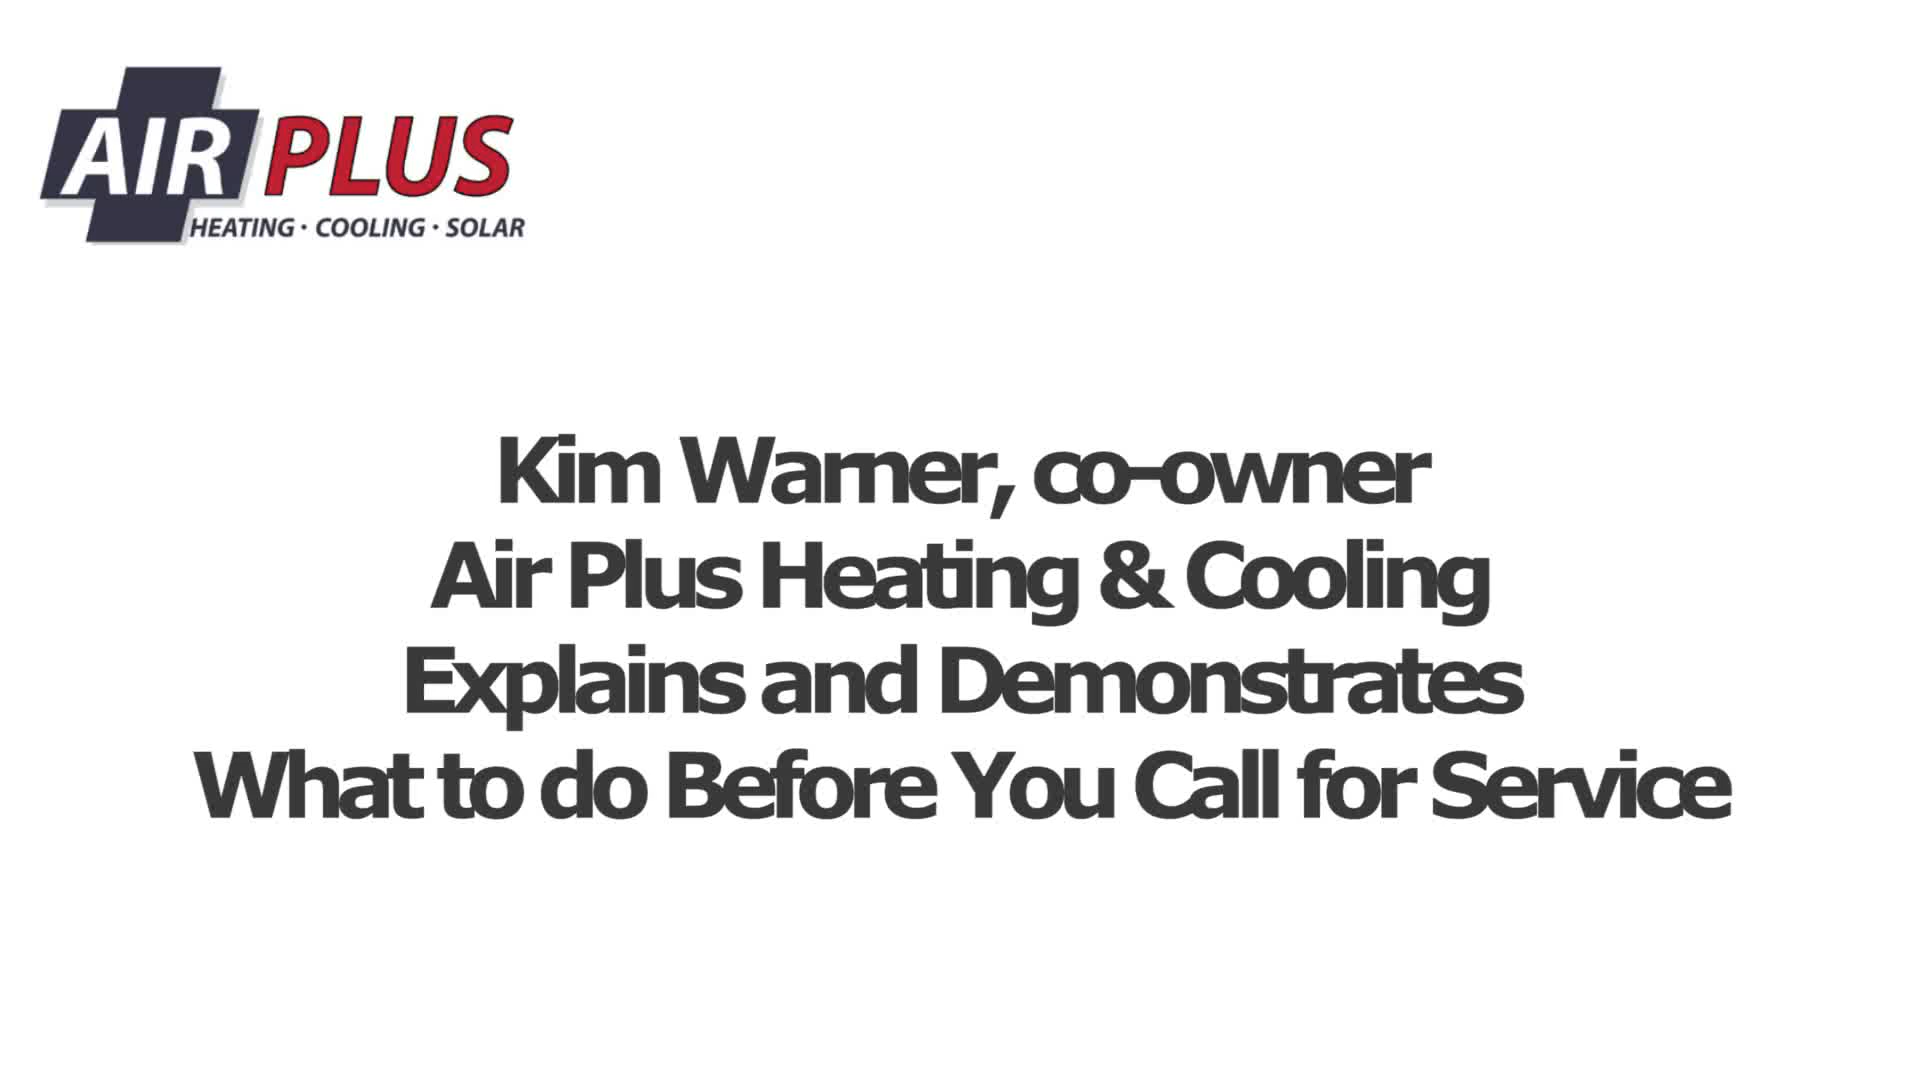 AIR PLUS
HEATING · COOLING · SOLAR
Kim Warner, co-owner
Air Plus Heating & Cooling
Explains and Demonstrates
What to do Before You Call for Service